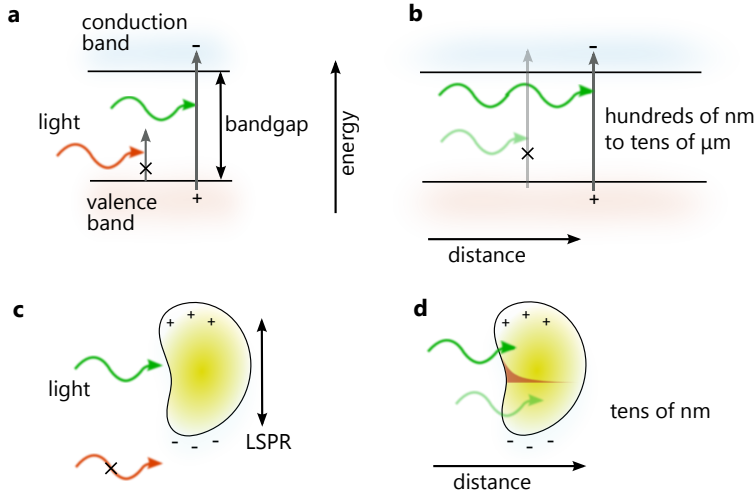 a
conduction
band
-
light
bandgap
energy
valence
band
+
b
-
hundreds of nm
to tens of µm
+
distance
c
+ + +
light
LSPR
- - -
d
+ + +
tens of nm
- - -
distance